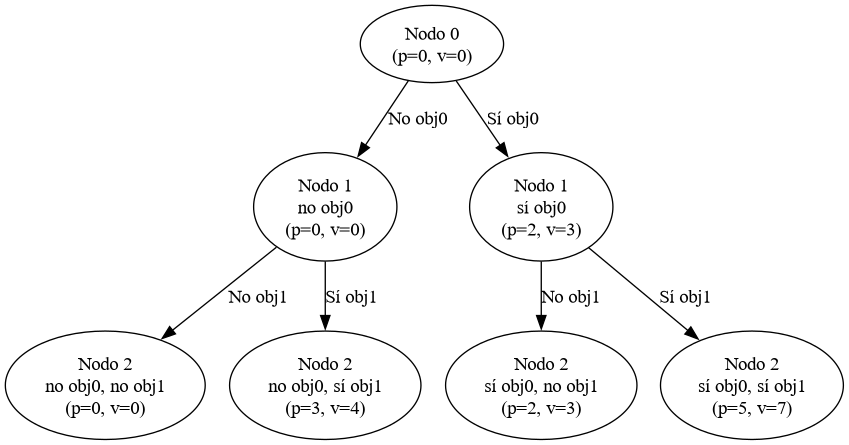 Nodo 0
(p=0, v=0)
No obj0
Sí obj0
Nodo 1
no obj0
(p=0, v=0)
Nodo 1
sí obj0
(p=2, v=3)
No obj1
Sí obj1
No obj1
Sí obj1
Nodo 2
no obj0, no obj1
(p=0, v=0)
Nodo 2
no obj0, sí obj1
(p=3, v=4)
Nodo 2
sí obj0, no obj1
(p=2, v=3)
Nodo 2
sí obj0, sí obj1
(p=5, v=7)